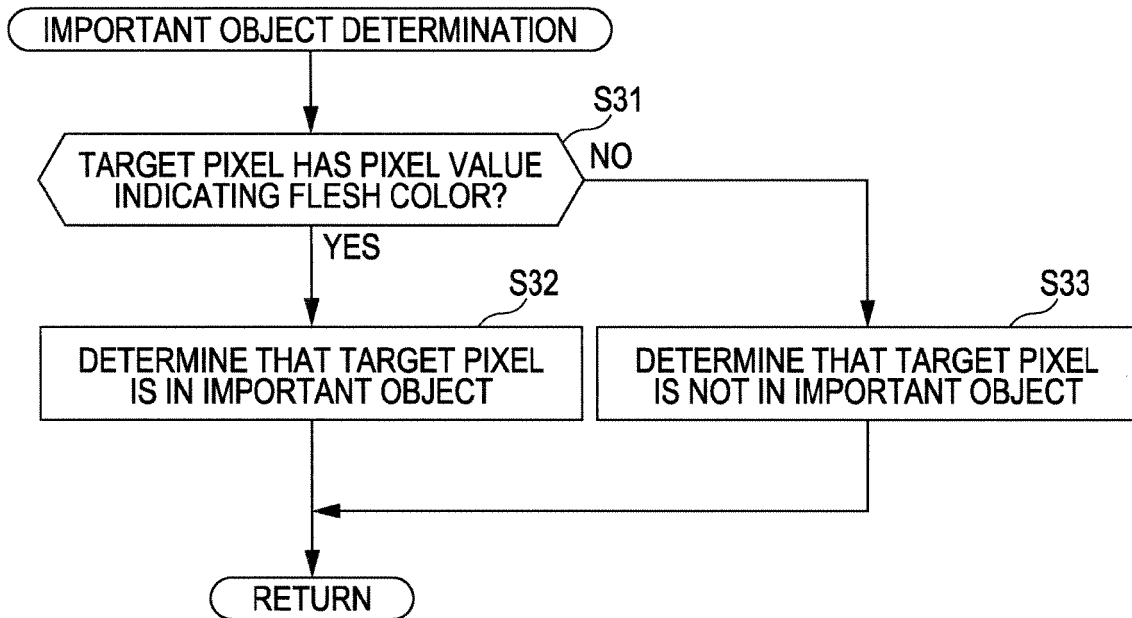 IMPORTANT OBJECT DETERMINATION
S31
TARGET PIXEL HAS PIXEL VALUE
INDICATING FLESH COLOR?
NO
YES
S32
DETERMINE THAT TARGET PIXEL
IS IN IMPORTANT OBJECT
S33
DETERMINE THAT TARGET PIXEL
IS NOT IN IMPORTANT OBJECT
RETURN